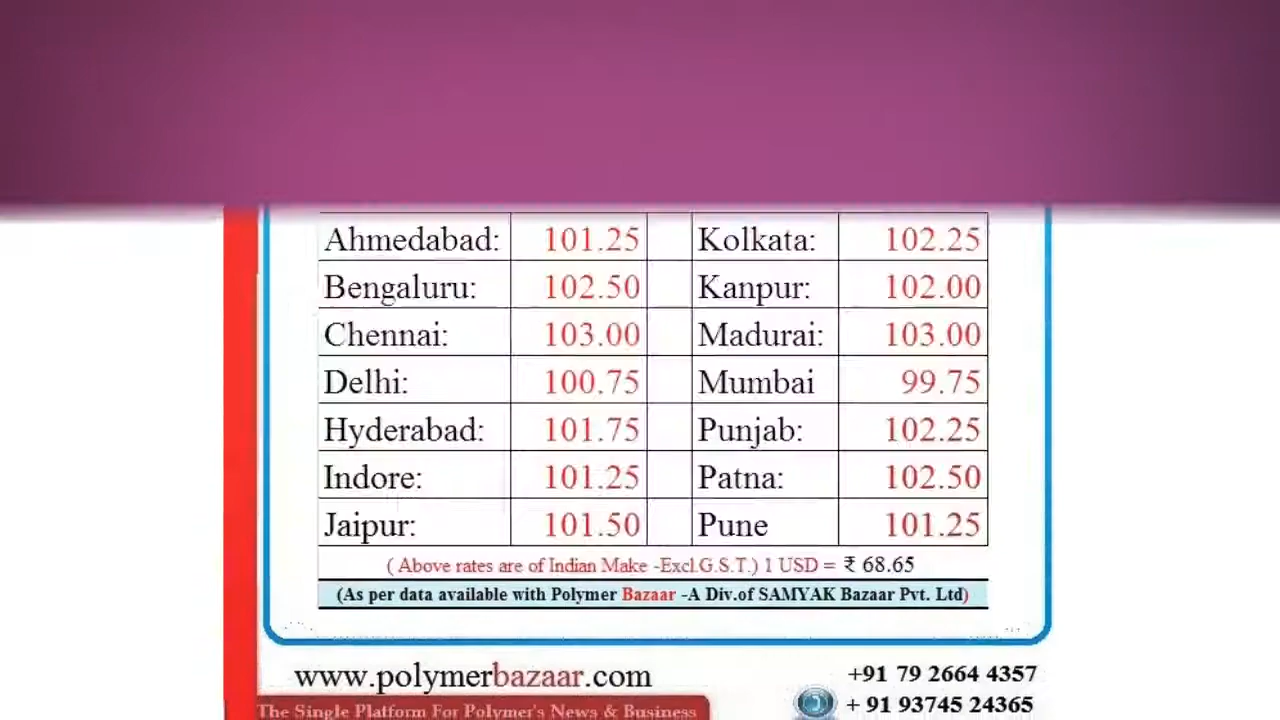 Ahmedabad: 101.25 Kolkata: 102.25
Bengaluru: 102.50 Kanpur: 102.00
Chennai: 103.00 Madurai: 103.00
Delhi: 100.75 Mumbai 99.75
Hyderabad: 101.75 Punjab: 102.25
Indore: 101.25 Patna: 102.50
Jaipur: 101.50 Pune 101.25
( Above rates are of Indian Make -Excl.G.S.T.) 1 USD = ₹ 68.65
(As per data available with Polymer Bazaar -A Div.of SAMYAK Bazaar Pvt. Ltd)
www.polymerbazaar.com +91 79 2664 4357
The Single Platform For Polymer's News & Business + 91 93745 24365